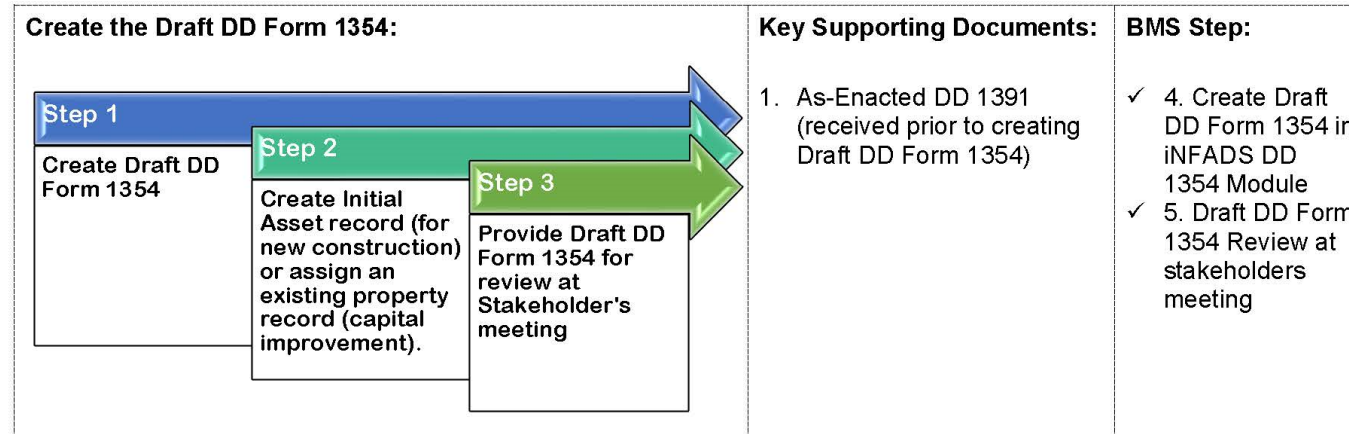 Create the Draft DD Form 1354:
Step 1
Create Draft DD
Form 1354
Step 2
Create Initial
Asset record (for
new construction)
or assign an
existing property
record (capital
improvement).
Step 3
Provide Draft DD
Form 1354 for
review at
Stakeholder's
meeting
Key Supporting Documents:
1. As-Enacted DD 1391
(received prior to creating
Draft DD Form 1354)
BMS Step:
✓ 4. Create Draft
DD Form 1354 in
iNFADS DD
1354 Module
✓ 5. Draft DD Form
1354 Review at
stakeholders
meeting